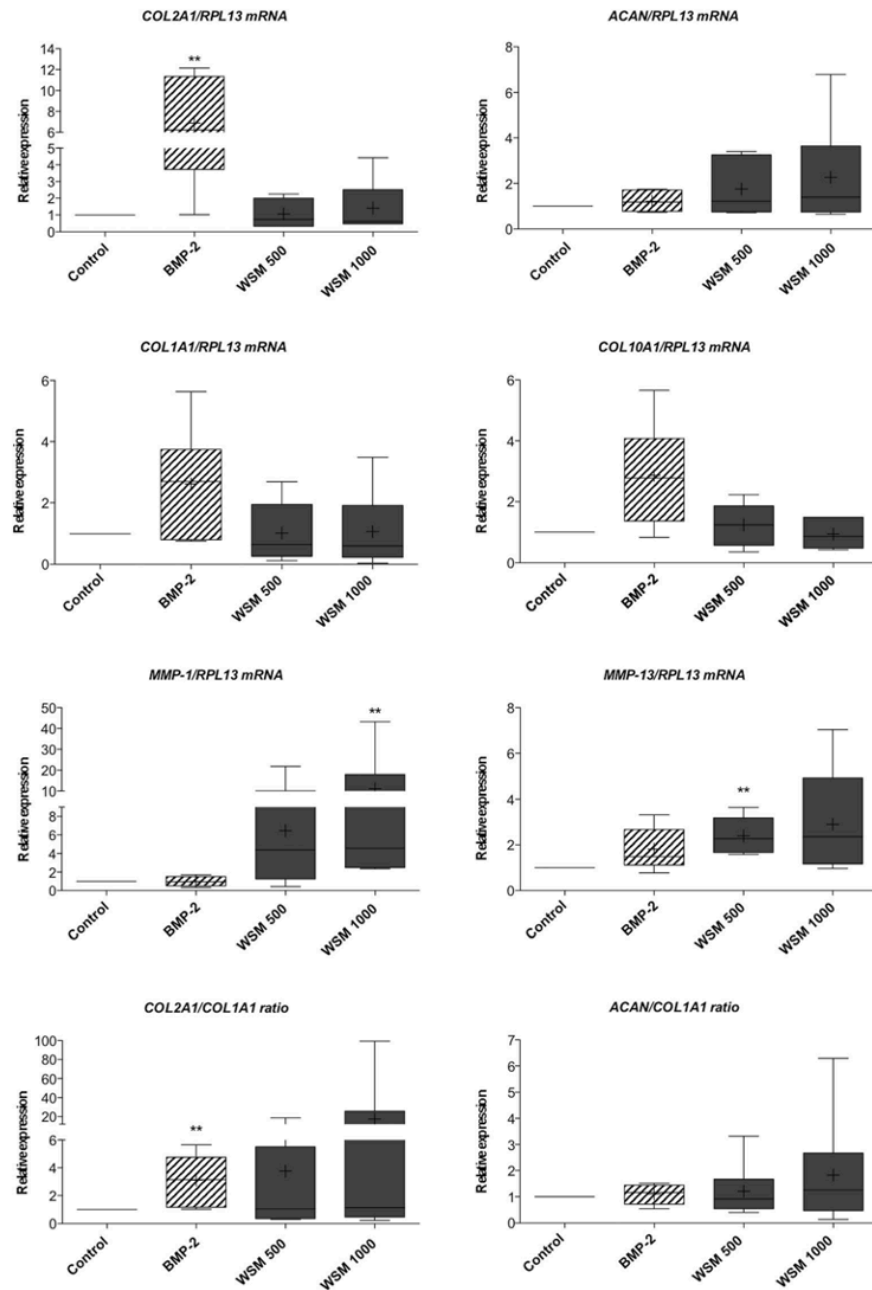 COL2A1/RPL13 mRNA
Relative expression
14
12
10
8
6
5
4
3
2
1
0
**
Control
BMP-2
WSM 500
WSM 1000
ACAN/RPL13 mRNA
Relative expression
8
6
4
2
0
Control
BMP-2
WSM 500
WSM 1000
COL1A1/RPL13 mRNA
Relative expression
6
4
2
0
Control
BMP-2
WSM 500
WSM 1000
COL10A1/RPL13 mRNA
Relative expression
6
4
2
0
Control
BMP-2
WSM 500
WSM 1000
MMP-1/RPL13 mRNA
Relative expression
50
40
30
20
10
8
6
4
2
0
**
Control
BMP-2
WSM 500
WSM 1000
MMP-13/RPL13 mRNA
Relative expression
8
6
4
2
0
**
Control
BMP-2
WSM 500
WSM 1000
COL2A1/COL1A1 ratio
Relative expression
100
80
60
40
20
6
4
2
0
**
Control
BMP-2
WSM 500
WSM 1000
ACAN/COL1A1 ratio
Relative expression
7
6
5
4
3
2
1
0
Control
BMP-2
WSM 500
WSM 1000